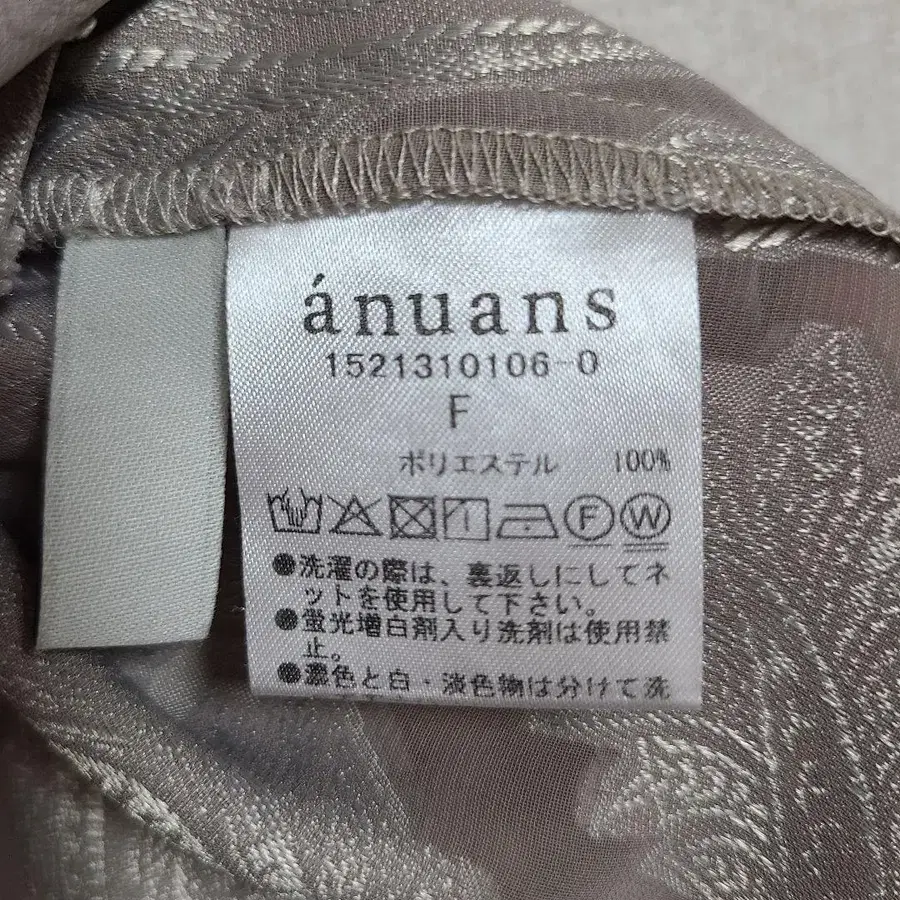 ánuans
1521310106-0
F
ポリエステル 100%
F W
●洗濯の際は、裏返しにしてネ
ットを使用して下さい。
●蛍光増白剤入り洗剤は使用禁
止。
●濃色と白・淡色物は分けて洗